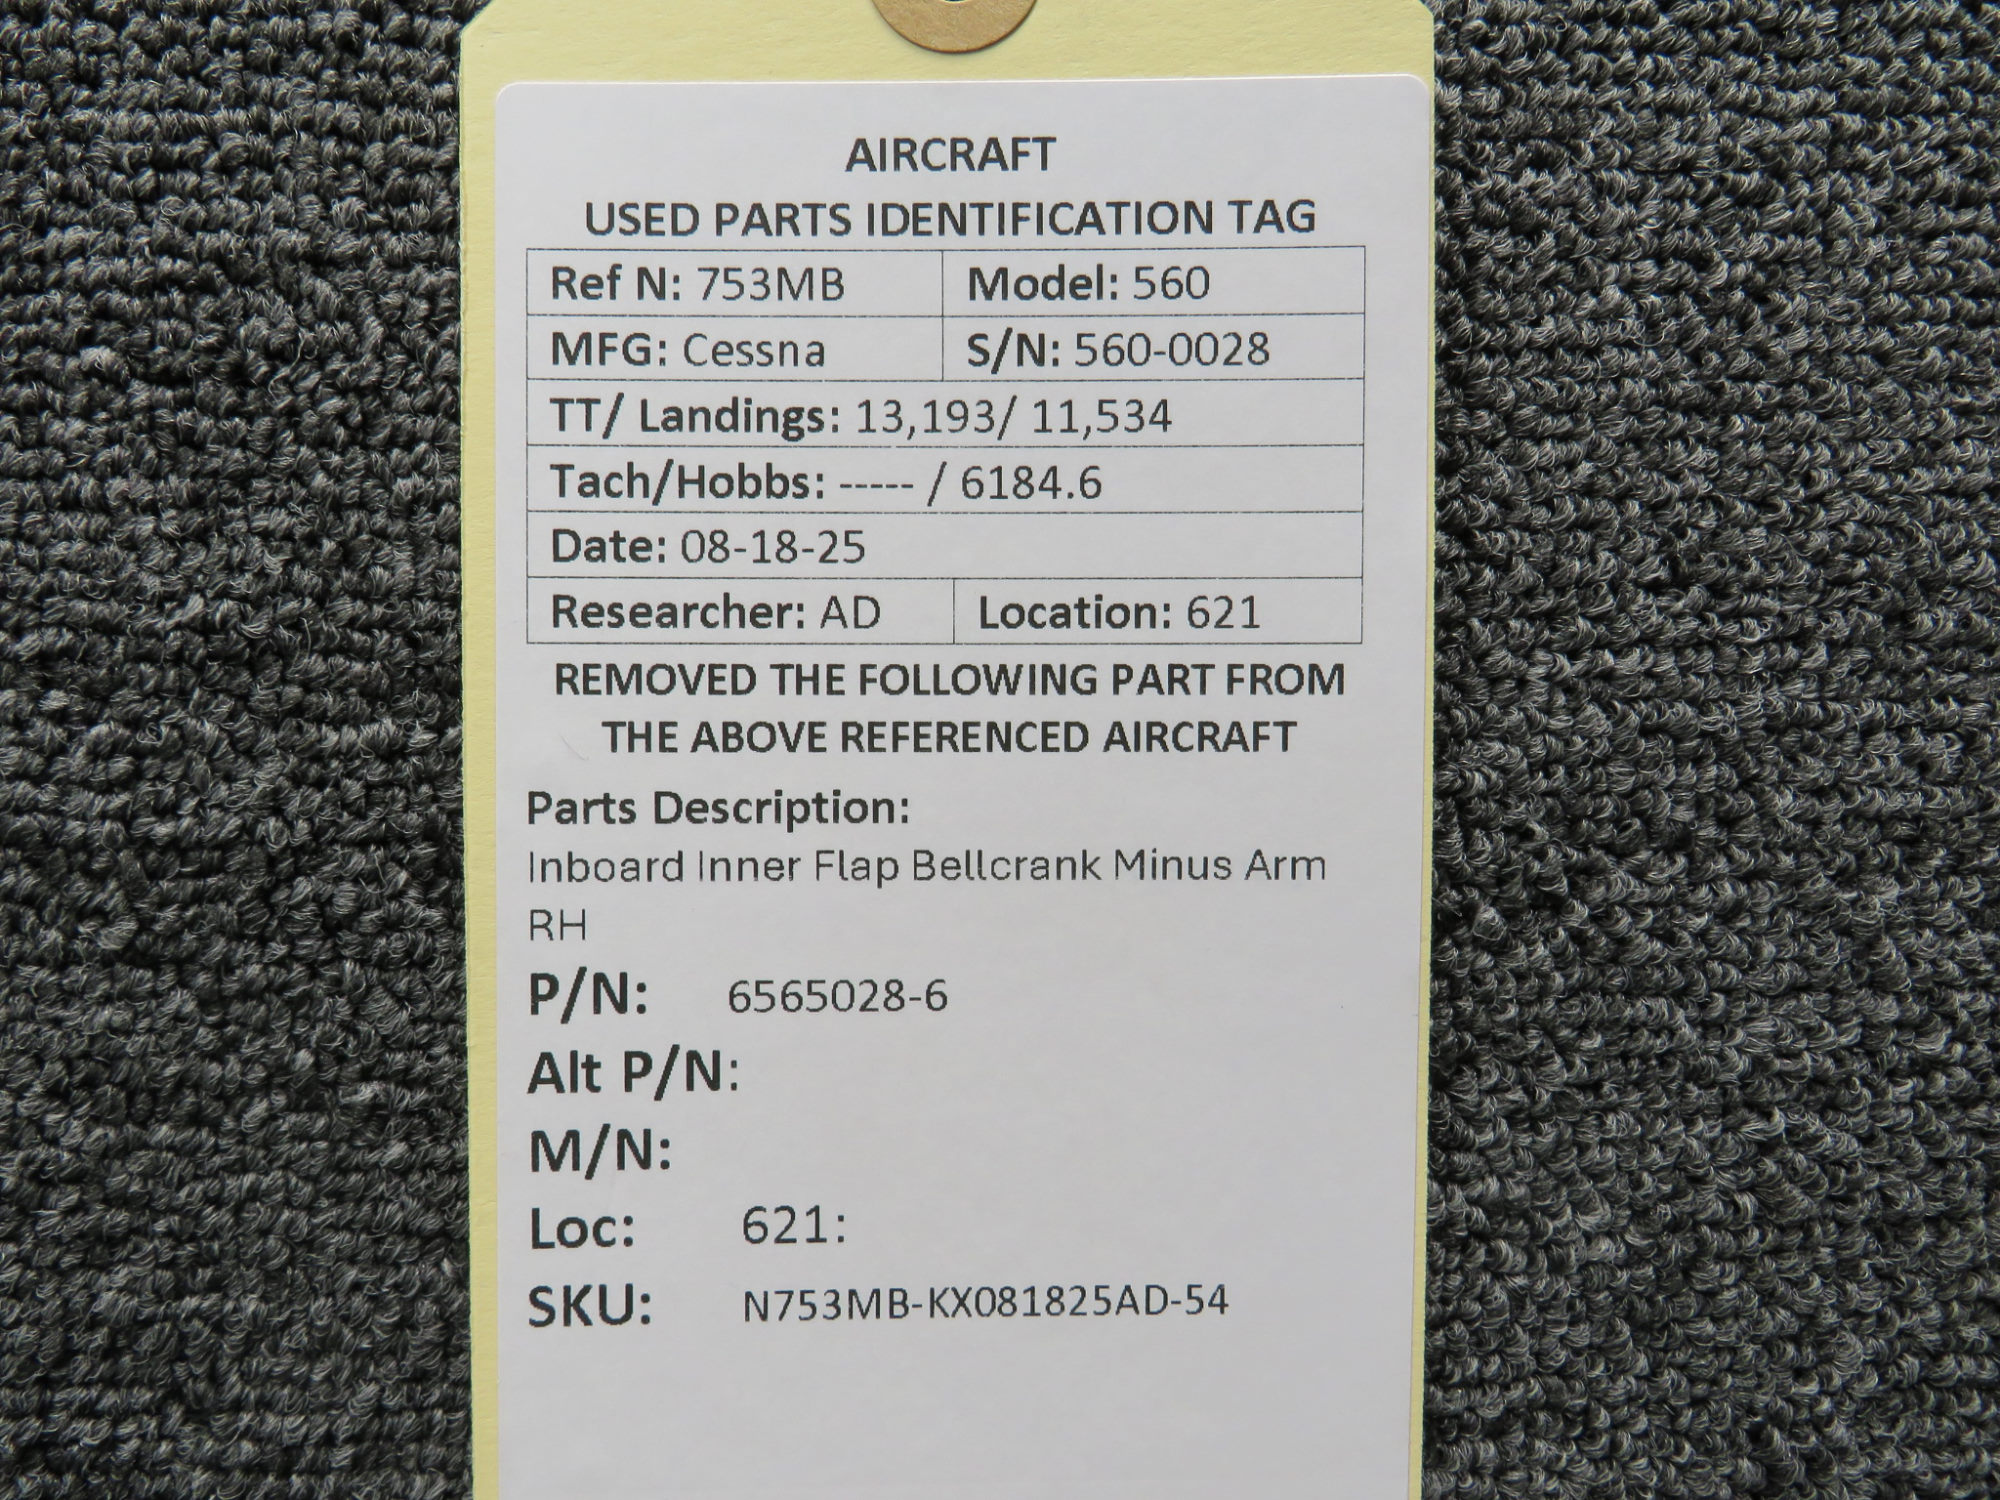 AIRCRAFT
USED PARTS IDENTIFICATION TAG
Ref N: 753MB Model: 560
MFG: Cessna S/N: 560-0028
TT/ Landings: 13,193/ 11,534
Tach/Hobbs: ----- / 6184.6
Date: 08-18-25
Researcher: AD Location: 621
REMOVED THE FOLLOWING PART FROM
THE ABOVE REFERENCED AIRCRAFT
Parts Description:
Inboard Inner Flap Bellcrank Minus Arm
RH
P/N: 6565028-6
Alt P/N:
M/N:
Loc: 621:
SKU: N753MB-KX081825AD-54